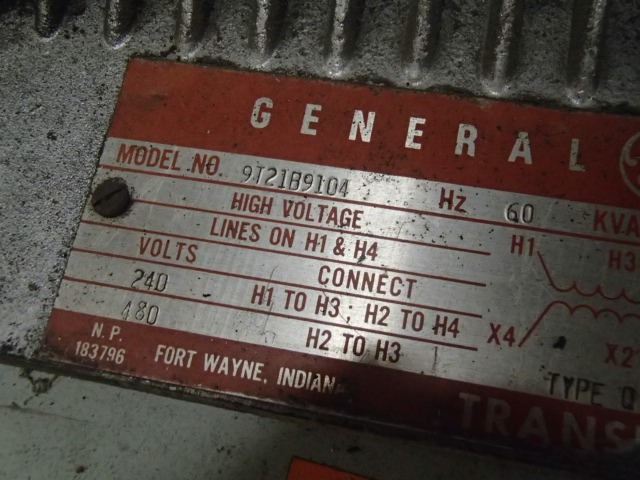 GENERAL
MODEL NO. 9T21B9104 Hz 60 KVA
HIGH VOLTAGE
LINES ON H1 & H4
VOLTS CONNECT
240 H1 TO H3, H2 TO H4
480 H2 TO H3
H1 H3
X4 X2
N.P.
183796
FORT WAYNE, INDIANA
TYPE Q
TRANS